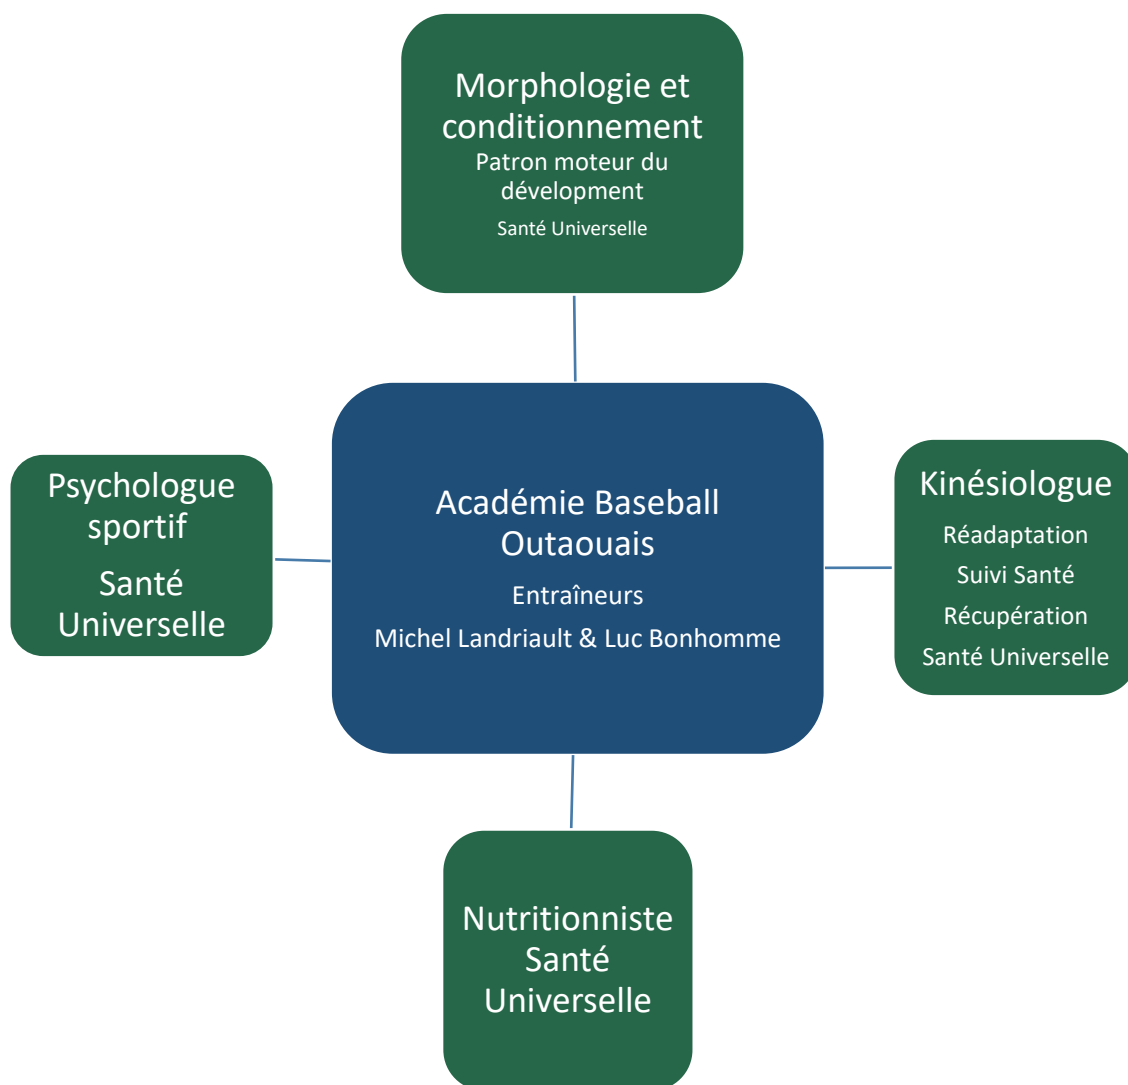 Morphologie et
conditionnement
Patron moteur du
dévelopment
Santé Universelle
Psychologue
sportif
Santé
Universelle
Académie Baseball
Outaouais
Entraîneurs
Michel Landriault & Luc Bonhomme
Kinésiologue
Réadaptation
Suivi Santé
Récupération
Santé Universelle
Nutritionniste
Santé
Universelle